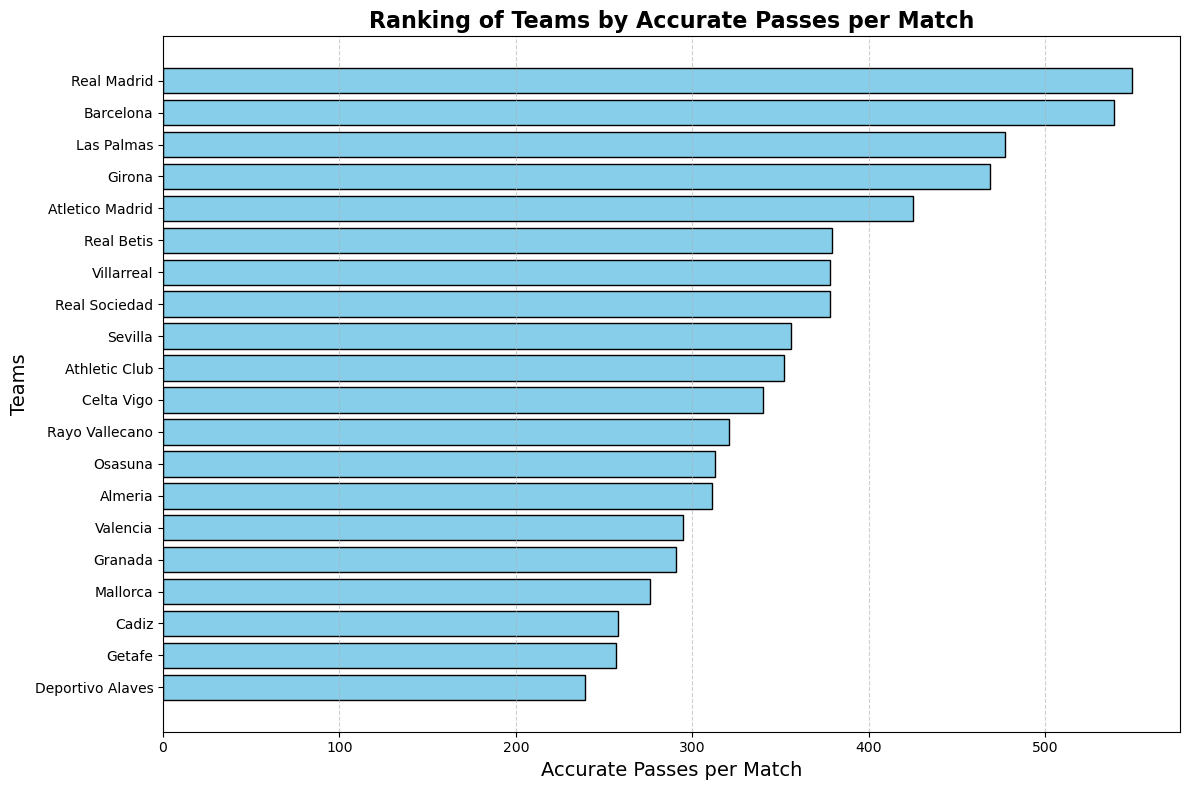 Ranking of Teams by Accurate Passes per Match
Teams
Real Madrid
Barcelona
Las Palmas
Girona
Atletico Madrid
Real Betis
Villarreal
Real Sociedad
Sevilla
Athletic Club
Celta Vigo
Rayo Vallecano
Osasuna
Almeria
Valencia
Granada
Mallorca
Cadiz
Getafe
Deportivo Alaves
0 100 200 300 400 500
Accurate Passes per Match